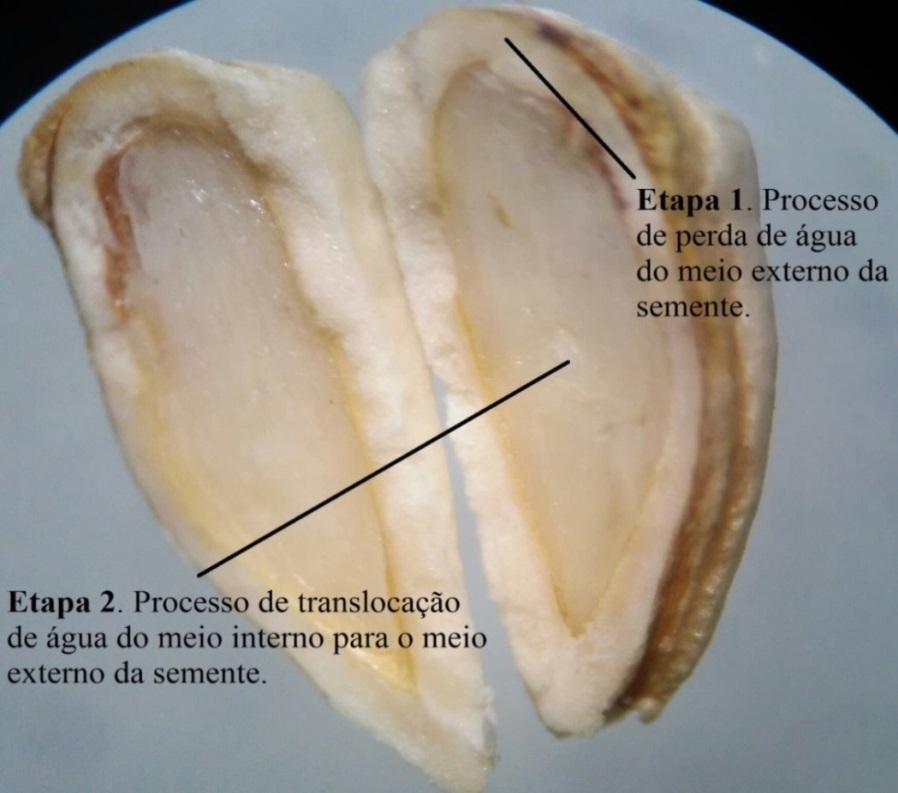 Etapa 1. Processo
de perda de água
do meio externo da
semente.
Etapa 2. Processo de translocação
de água do meio interno para o meio
externo da semente.